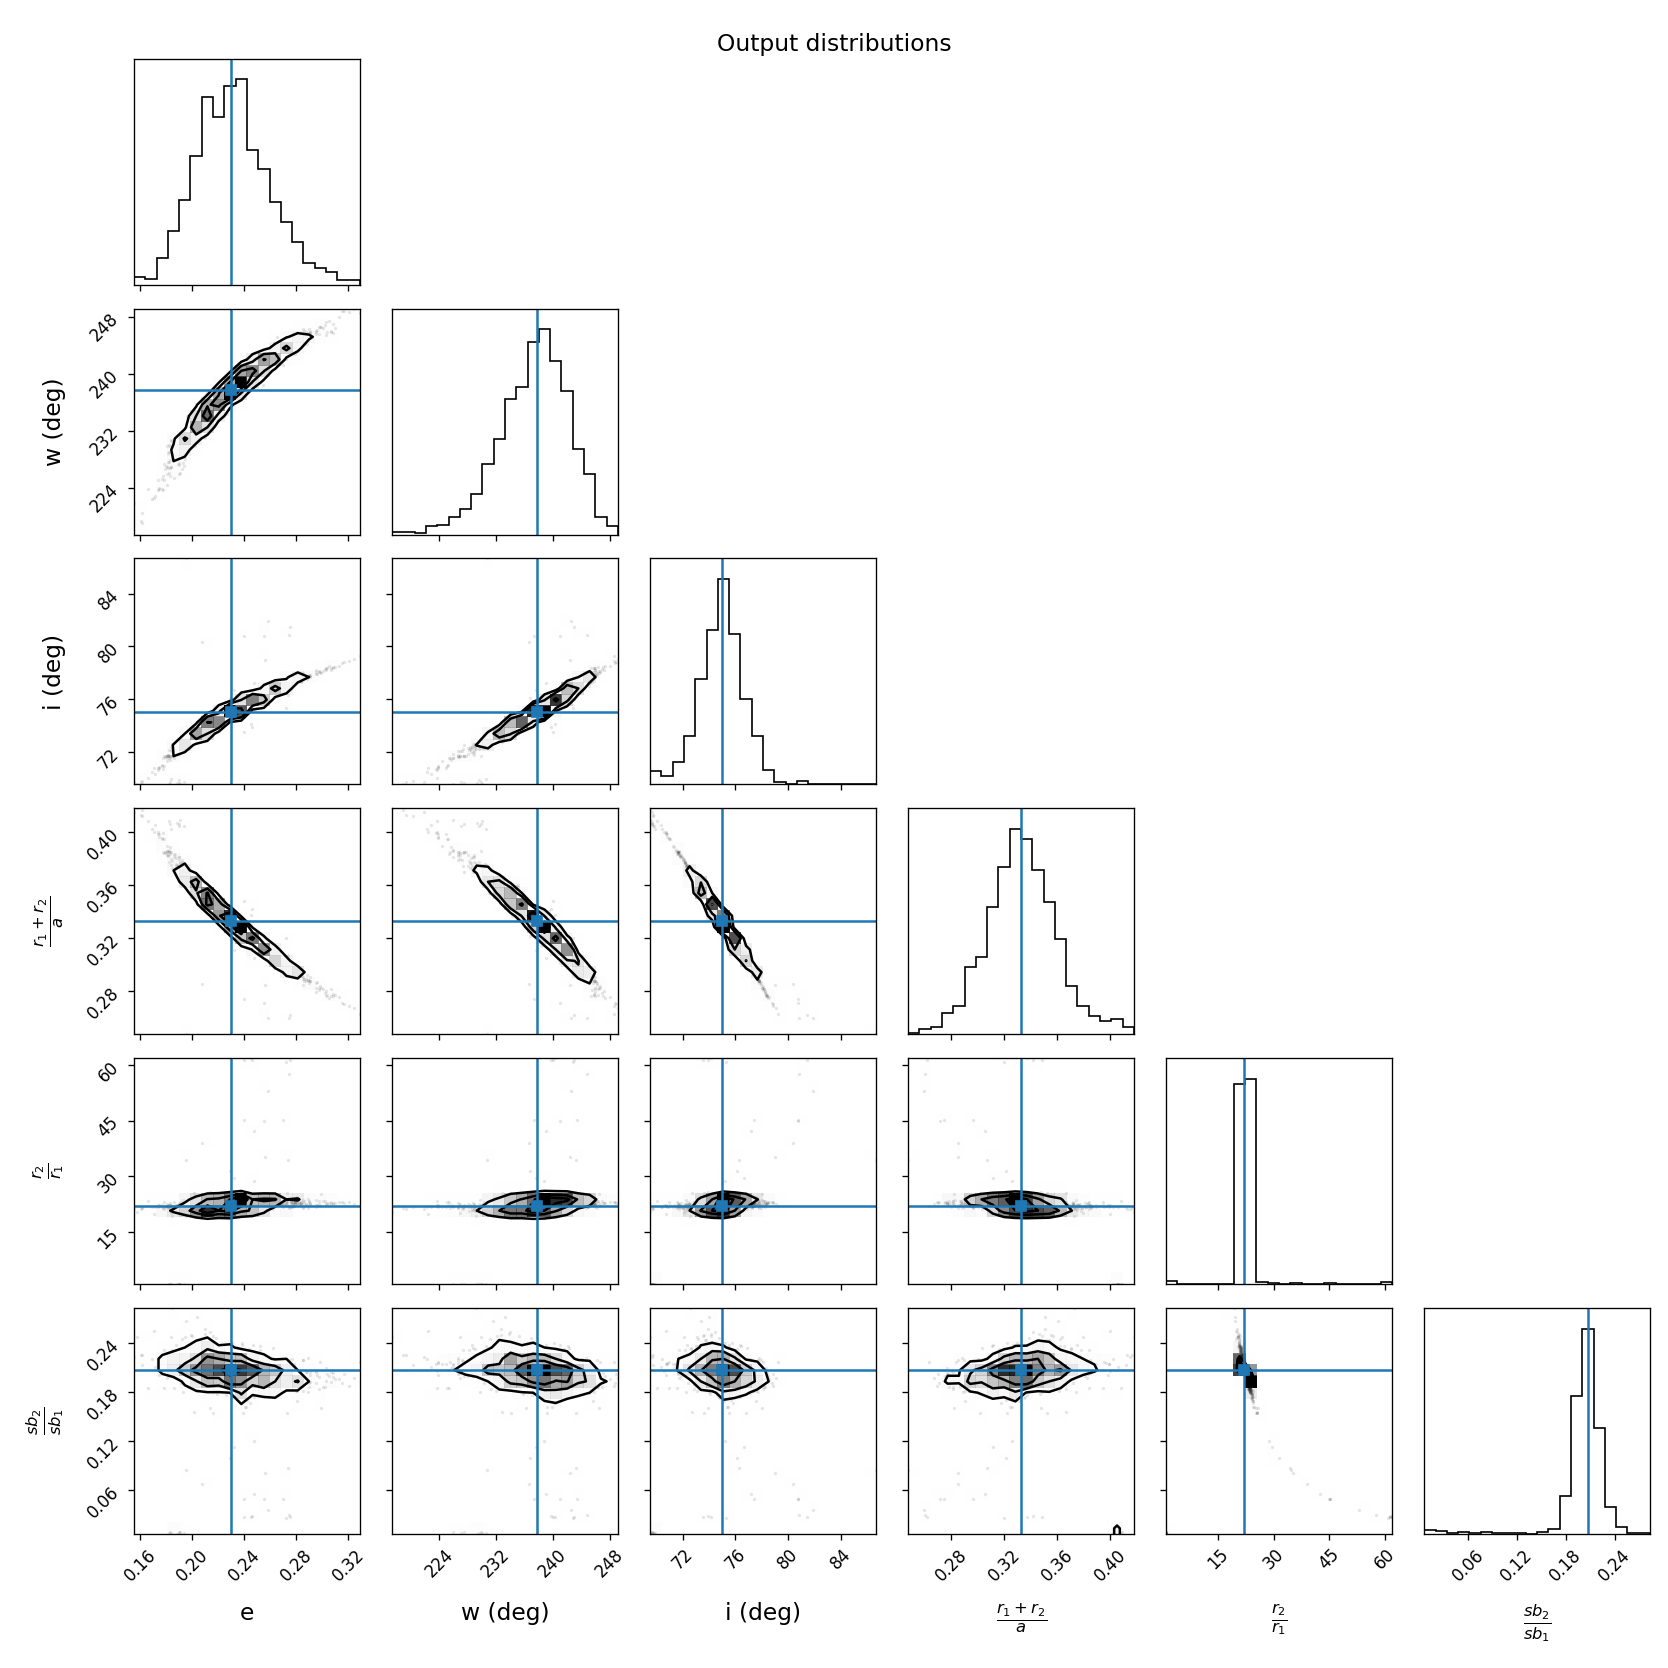 Output distributions
w (deg)
248
240
232
224
i (deg)
84
80
76
72
r₁ + r₂
a
0.40
0.36
0.32
0.28
r₂
r₁
60
45
30
15
sb₂
sb₁
0.24
0.18
0.12
0.06
0.16 0.20 0.24 0.28 0.32 224 232 240 248 72 76 80 84 0.28 0.32 0.36 0.40 15 30 45 60 0.06 0.12 0.18 0.24
e w (deg) i (deg) r₁ + r₂ r₂ sb₂
a r₁ sb₁